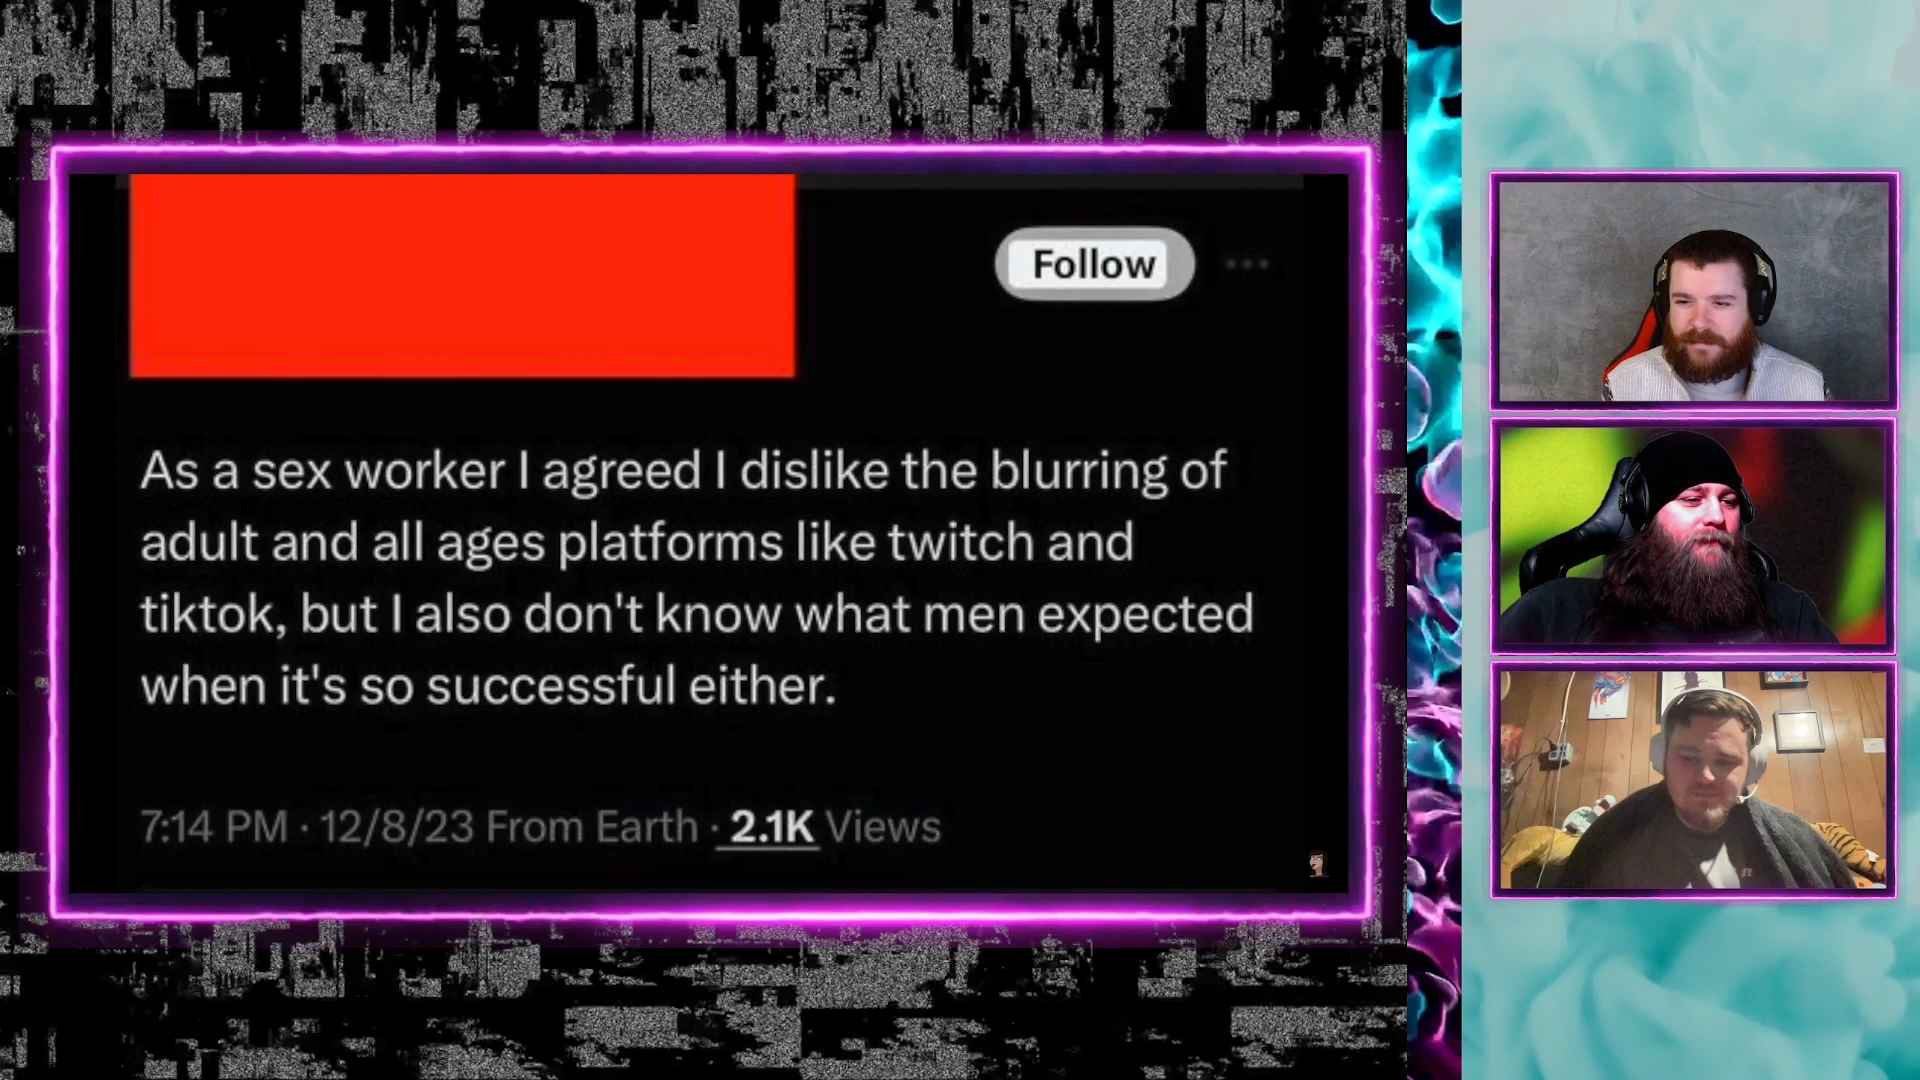 Follow
As a sex worker I agreed I dislike the blurring of
adult and all ages platforms like twitch and
tiktok, but I also don't know what men expected
when it's so successful either.
7:14 PM · 12/8/23 From Earth · 2.1K Views